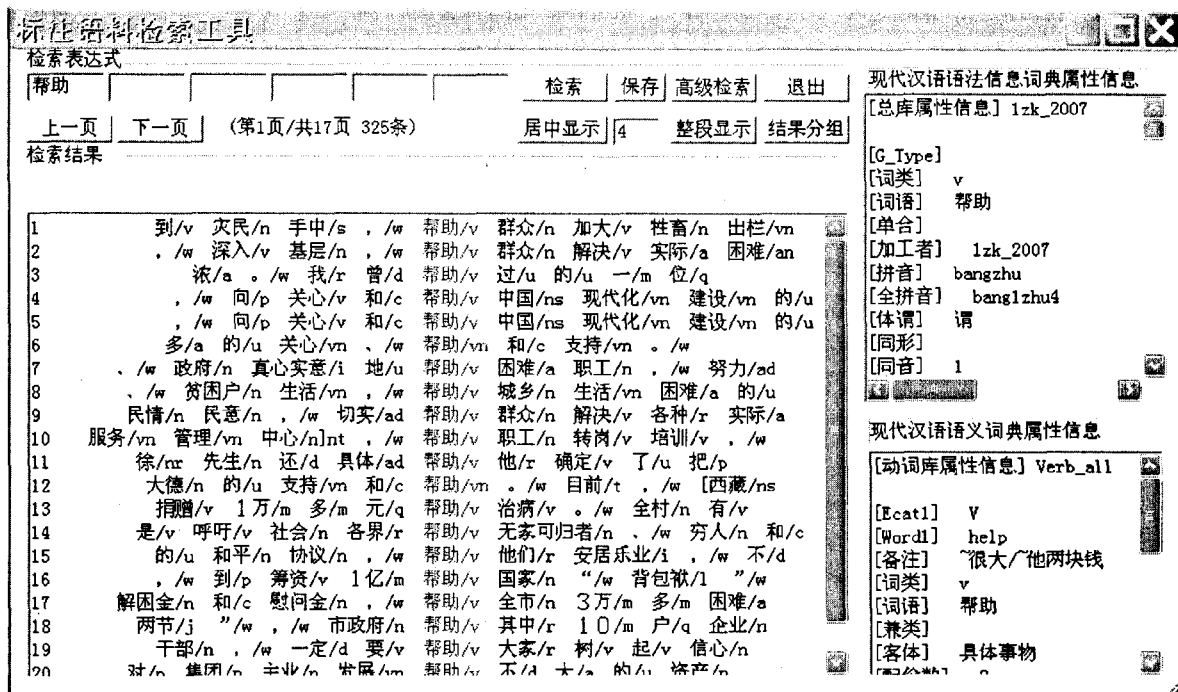 标注语料检索工具
检索表达式
帮助 检索 保存 高级检索 退出
上一页 下一页 (第1页/共17页 325条) 居中显示 4 整段显示 结果分组
检索结果
1 到/v 灾民/n 手中/s ，/w 帮助/v 群众/n 加大/v 牲畜/n 出栏/vn
2 ，/w 深入/v 基层/n ，/w 帮助/v 群众/n 解决/v 实际/a 困难/an
3 浓/a 。/w 我/r 曾/d 帮助/v 过/u 的/u 一/m 位/q
4 ，/w 向/p 关心/v 和/c 帮助/v 中国/ns 现代化/vn 建设/vn 的/u
5 ，/w 向/p 关心/v 和/c 帮助/v 中国/ns 现代化/vn 建设/vn 的/u
6 多/a 的/u 关心/vn 、/w 帮助/vn 和/c 支持/vn 。/w
7 、/w 政府/n 真心实意/i 地/u 帮助/v 困难/a 职工/n ，/w 努力/ad
8 、/w 贫困户/n 生活/vn ，/w 帮助/v 城乡/n 生活/vn 困难/a 的/u
9 民情/n 民意/n ，/w 切实/ad 帮助/v 群众/n 解决/v 各种/r 实际/a
10 服务/vn 管理/vn 中心/n]nt ，/w 帮助/v 职工/n 转岗/v 培训/v ，/w
11 徐/nr 先生/n 还/d 具体/ad 帮助/v 他/r 确定/v 了/u 把/p
12 大德/n 的/u 支持/vn 和/c 帮助/vn 。/w 目前/t ，/w [西藏/ns
13 捐赠/v 1万/m 多/m 元/q 帮助/v 治病/v 。/w 全村/n 有/v
14 是/v 呼吁/v 社会/n 各界/r 帮助/v 无家可归者/n 、/w 穷人/n 和/c
15 的/u 和平/n 协议/n ，/w 帮助/v 他们/r 安居乐业/i ，/w 不/d
16 ，/w 到/p 筹资/v 1亿/m 帮助/v 国家/n “/w 背包袱/l ”/w
17 解困金/n 和/c 慰问金/n ，/w 帮助/v 全市/n 3万/m 多/m 困难/a
18 两节/j ”/w ，/w 市政府/n 帮助/v 其中/r 10/m 户/q 企业/n
19 干部/n ，/w 一定/d 要/v 帮助/v 大家/r 树/v 起/v 信心/n
20 对/p 集团/n 主业/n 发展/vn 帮助/v 不/d 大/a 的/u 资产/n
现代汉语语法信息词典属性信息
[总库属性信息] lzk_2007
[G_Type]
[词类] v
[词语] 帮助
[单合]
[加工者] lzk_2007
[拼音] bangzhu
[全拼音] bang1zhu4
[体谓] 谓
[同形]
[同音] 1
现代汉语语义词典属性信息
[动词库属性信息] Verb_all
[Ecat1] V
[Word1] help
[备注] ~很大/~他两块钱
[词类] v
[词语] 帮助
[兼类]
[客体] 具体事物